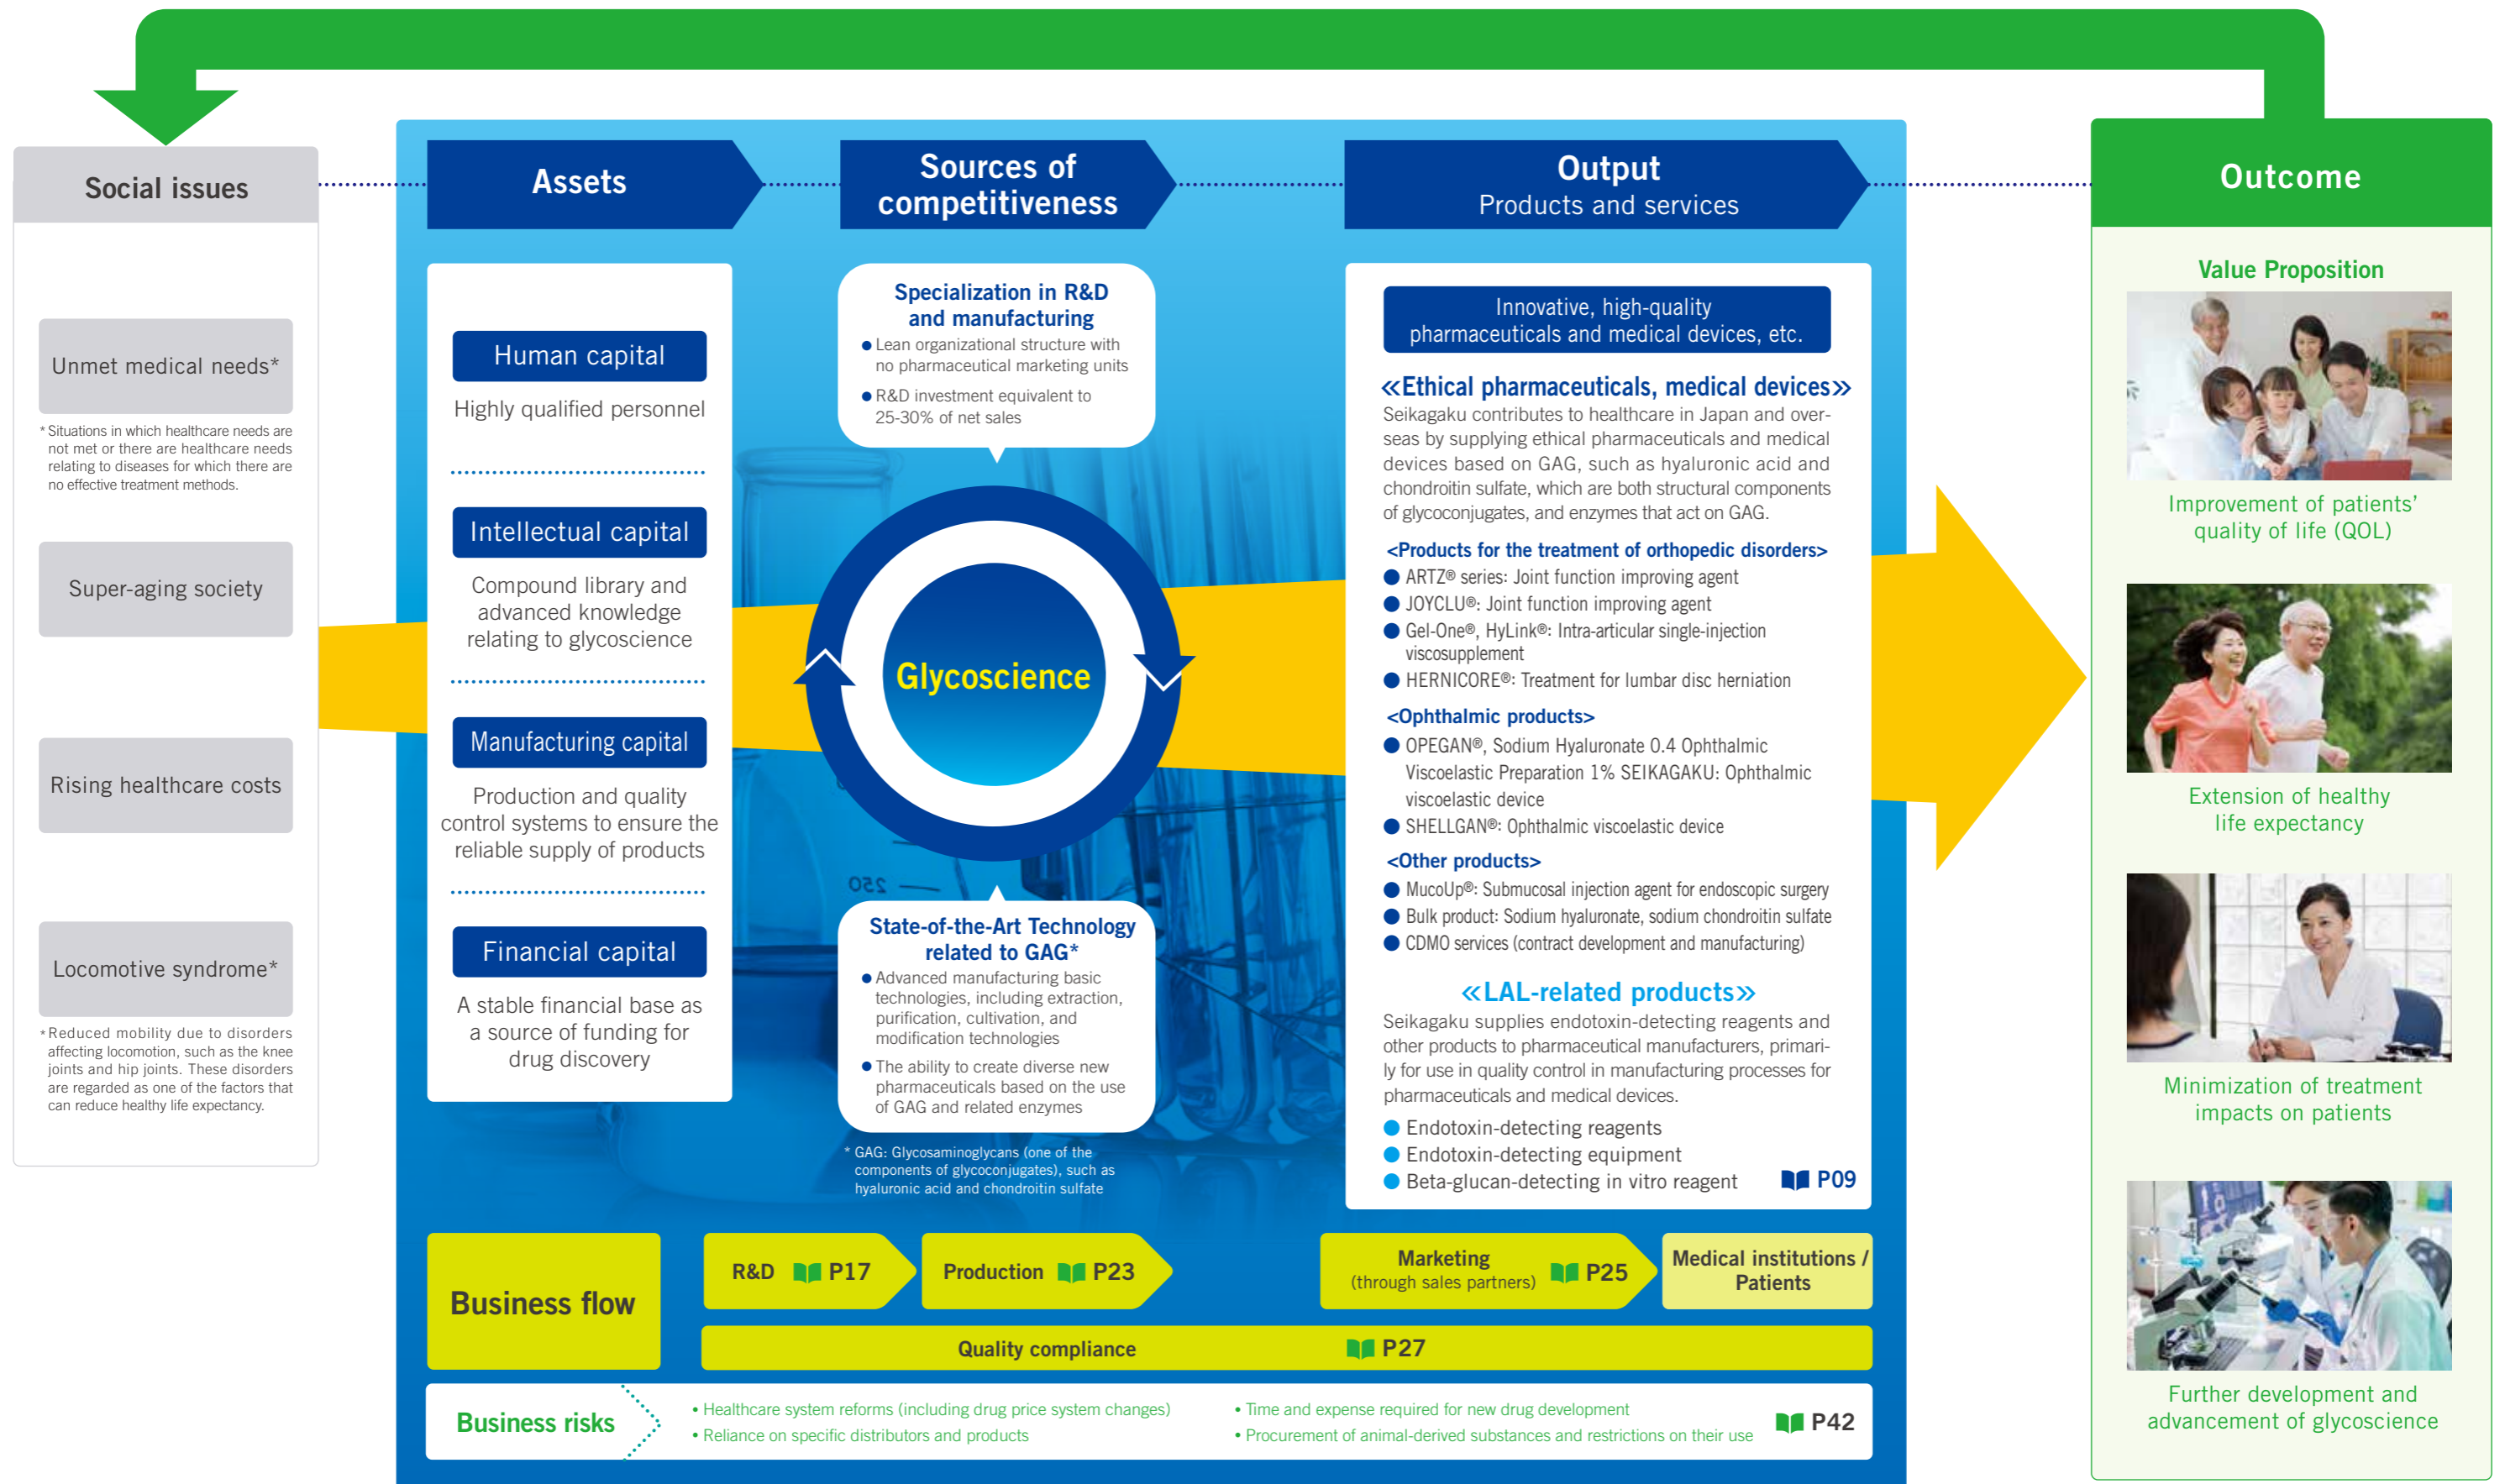 Social issues
Unmet medical needs*
* Situations in which healthcare needs are
not met or there are healthcare needs
relating to diseases for which there are
no effective treatment methods.
Super-aging society
Rising healthcare costs
Locomotive syndrome*
* Reduced mobility due to disorders
affecting locomotion, such as the knee
joints and hip joints. These disorders
are regarded as one of the factors that
can reduce healthy life expectancy.
Assets
Human capital
Highly qualified personnel
Intellectual capital
Compound library and
advanced knowledge
relating to glycoscience
Manufacturing capital
Production and quality
control systems to ensure the
reliable supply of products
Financial capital
A stable financial base as
a source of funding for
drug discovery
Sources of
competitiveness
Specialization in R&D
and manufacturing
● Lean organizational structure with
no pharmaceutical marketing units
● R&D investment equivalent to
25-30% of net sales
Glycoscience
250
State-of-the-Art Technology
related to GAG*
● Advanced manufacturing basic
technologies, including extraction,
purification, cultivation, and
modification technologies
● The ability to create diverse new
pharmaceuticals based on the use
of GAG and related enzymes
* GAG: Glycosaminoglycans (one of the
components of glycoconjugates), such as
hyaluronic acid and chondroitin sulfate
Output
Products and services
Innovative, high-quality
pharmaceuticals and medical devices, etc.
≪Ethical pharmaceuticals, medical devices≫
Seikagaku contributes to healthcare in Japan and over-
seas by supplying ethical pharmaceuticals and medical
devices based on GAG, such as hyaluronic acid and
chondroitin sulfate, which are both structural components
of glycoconjugates, and enzymes that act on GAG.
<Products for the treatment of orthopedic disorders>
● ARTZ® series: Joint function improving agent
● JOYCLU®: Joint function improving agent
● Gel-One®, HyLink®: Intra-articular single-injection
viscosupplement
● HERNICORE®: Treatment for lumbar disc herniation
<Ophthalmic products>
● OPEGAN®, Sodium Hyaluronate 0.4 Ophthalmic
Viscoelastic Preparation 1% SEIKAGAKU: Ophthalmic
viscoelastic device
● SHELLGAN®: Ophthalmic viscoelastic device
<Other products>
● MucoUp®: Submucosal injection agent for endoscopic surgery
● Bulk product: Sodium hyaluronate, sodium chondroitin sulfate
● CDMO services (contract development and manufacturing)
≪LAL-related products≫
Seikagaku supplies endotoxin-detecting reagents and
other products to pharmaceutical manufacturers, primari-
ly for use in quality control in manufacturing processes for
pharmaceuticals and medical devices.
● Endotoxin-detecting reagents
● Endotoxin-detecting equipment
● Beta-glucan-detecting in vitro reagent
P09
Outcome
Value Proposition
Improvement of patients'
quality of life (QOL)
Extension of healthy
life expectancy
Minimization of treatment
impacts on patients
Further development and
advancement of glycoscience
Business flow
R&D P17
Production P23
Marketing
(through sales partners)
P25
Medical institutions /
Patients
Quality compliance P27
Business risks
• Healthcare system reforms (including drug price system changes)
• Reliance on specific distributors and products
• Time and expense required for new drug development
• Procurement of animal-derived substances and restrictions on their use
P42